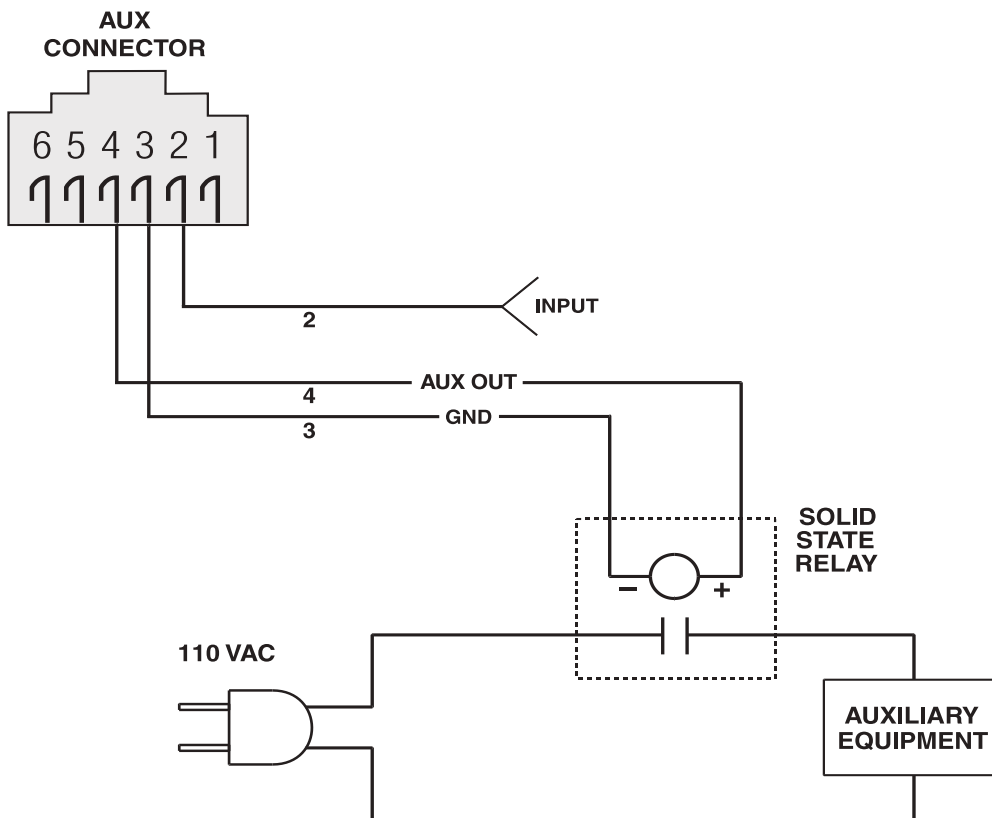 AUX
CONNECTOR
6 5 4 3 2 1
INPUT
2
AUX OUT
4
GND
3
SOLID
STATE
RELAY
– +
110 VAC
AUXILIARY
EQUIPMENT